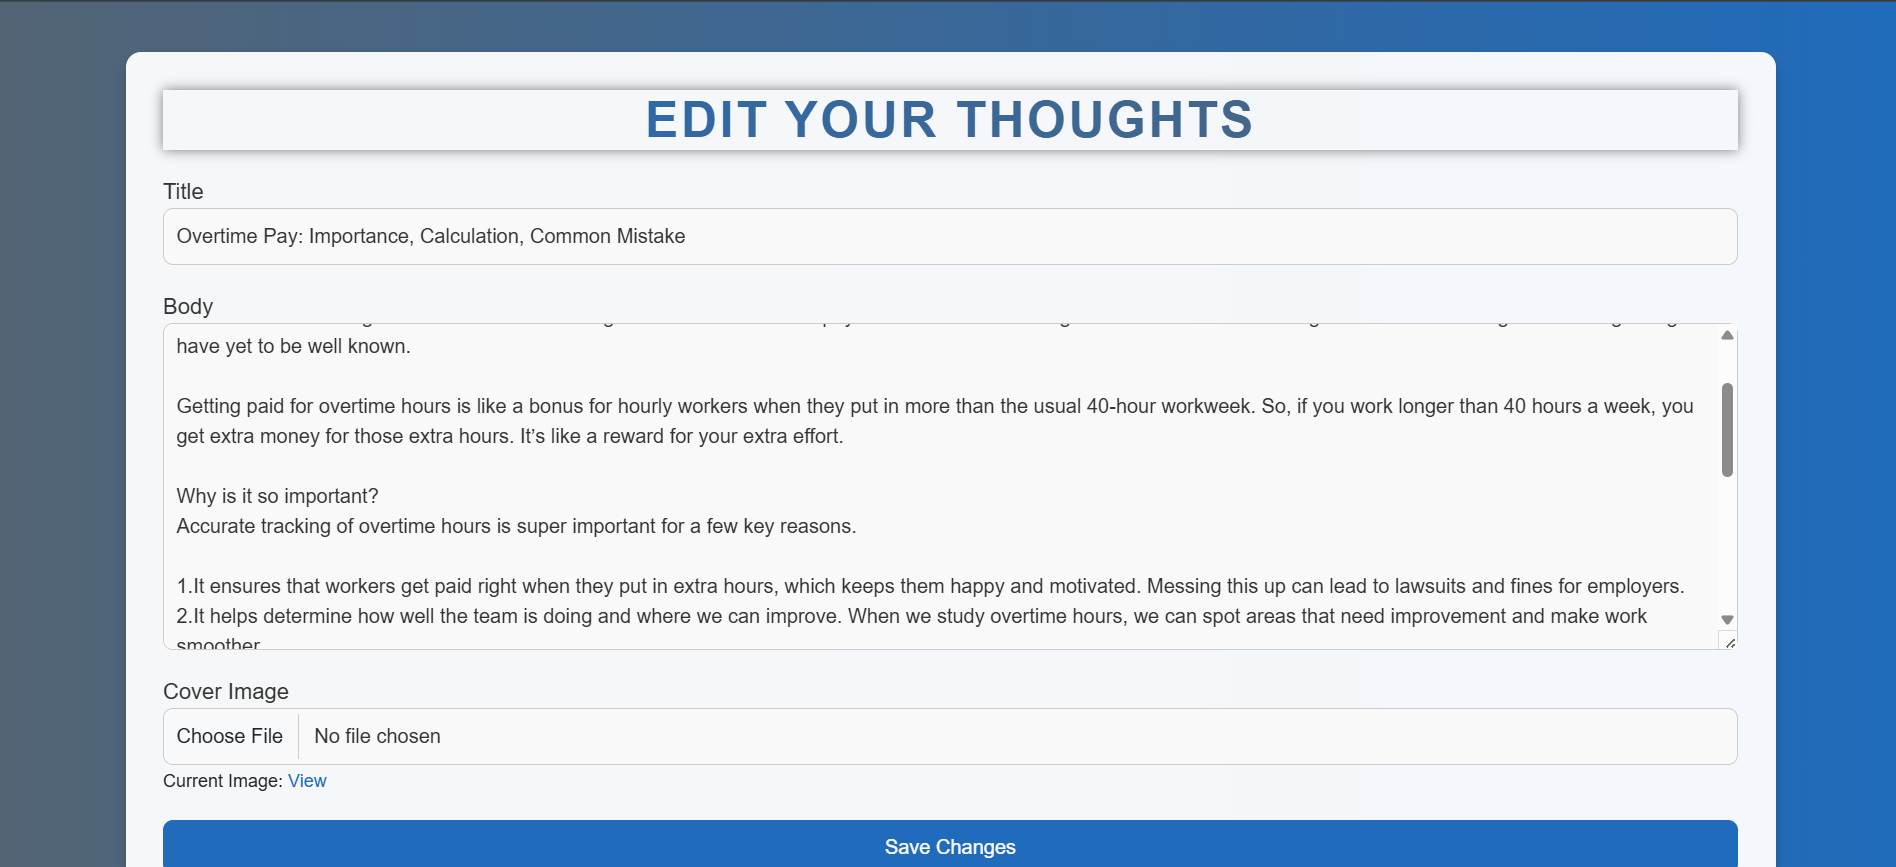 EDIT YOUR THOUGHTS
Title
Overtime Pay: Importance, Calculation, Common Mistake
Body
have yet to be well known.
Getting paid for overtime hours is like a bonus for hourly workers when they put in more than the usual 40-hour workweek. So, if you work longer than 40 hours a week, you
get extra money for those extra hours. It’s like a reward for your extra effort.
Why is it so important?
Accurate tracking of overtime hours is super important for a few key reasons.
1.It ensures that workers get paid right when they put in extra hours, which keeps them happy and motivated. Messing this up can lead to lawsuits and fines for employers.
2.It helps determine how well the team is doing and where we can improve. When we study overtime hours, we can spot areas that need improvement and make work
smoother
Cover Image
Choose File No file chosen
Current Image: View
Save Changes